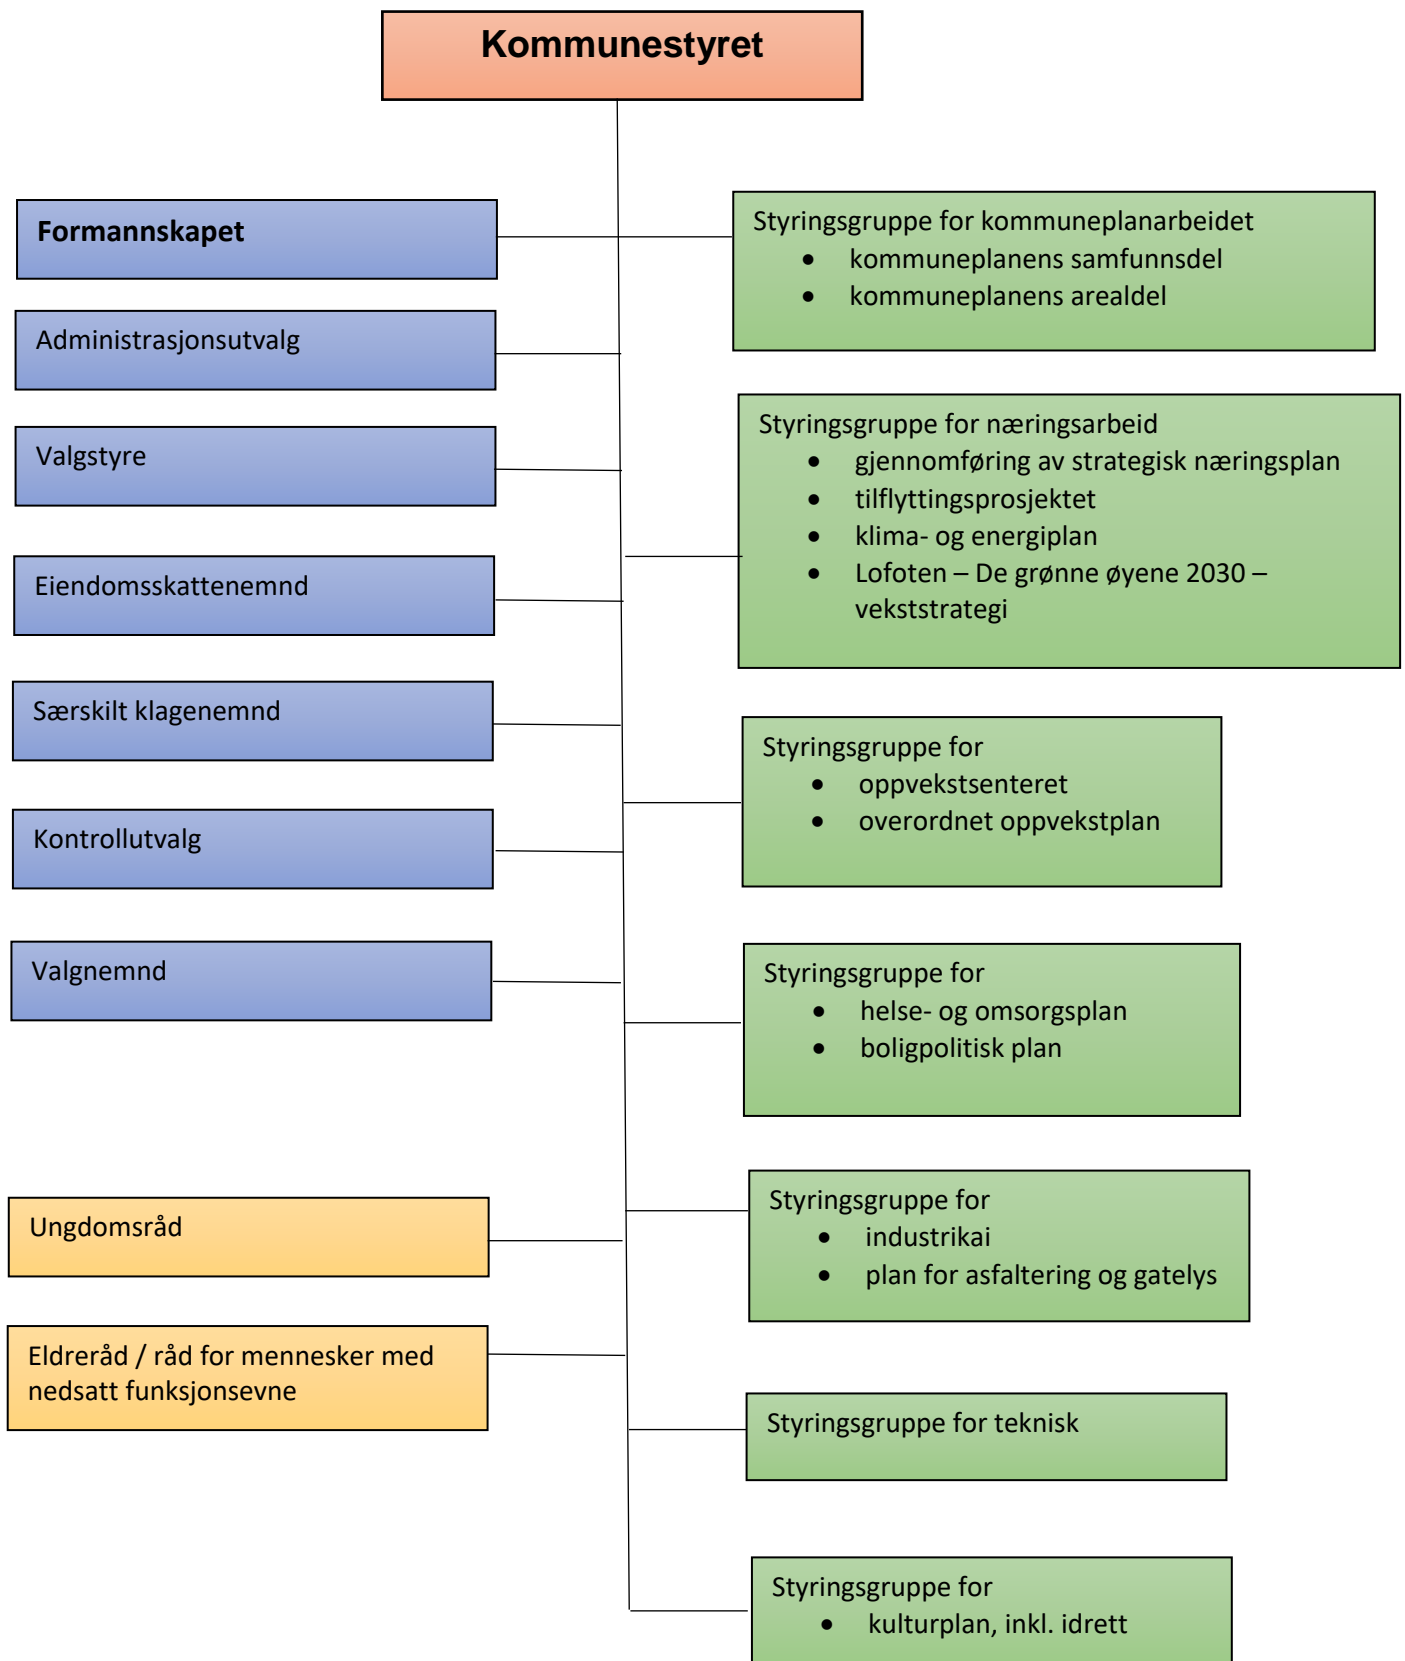 Kommunestyret
Formannskapet
Administrasjonsutvalg
Valgstyre
Eiendomsskattenemnd
Særskilt klagenemnd
Kontrollutvalg
Valgnemnd
Ungdomsråd
Eldreråd / råd for mennesker med
nedsatt funksjonsevne
Styringsgruppe for kommuneplanarbeidet
• kommuneplanens samfunnsdel
• kommuneplanens arealdel
Styringsgruppe for næringsarbeid
• gjennomføring av strategisk næringsplan
• tilflyttingsprosjektet
• klima- og energiplan
• Lofoten – De grønne øyene 2030 –
vekststrategi
Styringsgruppe for
• oppvekstsenteret
• overordnet oppvekstplan
Styringsgruppe for
• helse- og omsorgsplan
• boligpolitisk plan
Styringsgruppe for
• industrikai
• plan for asfaltering og gatelys
Styringsgruppe for teknisk
Styringsgruppe for
• kulturplan, inkl. idrett